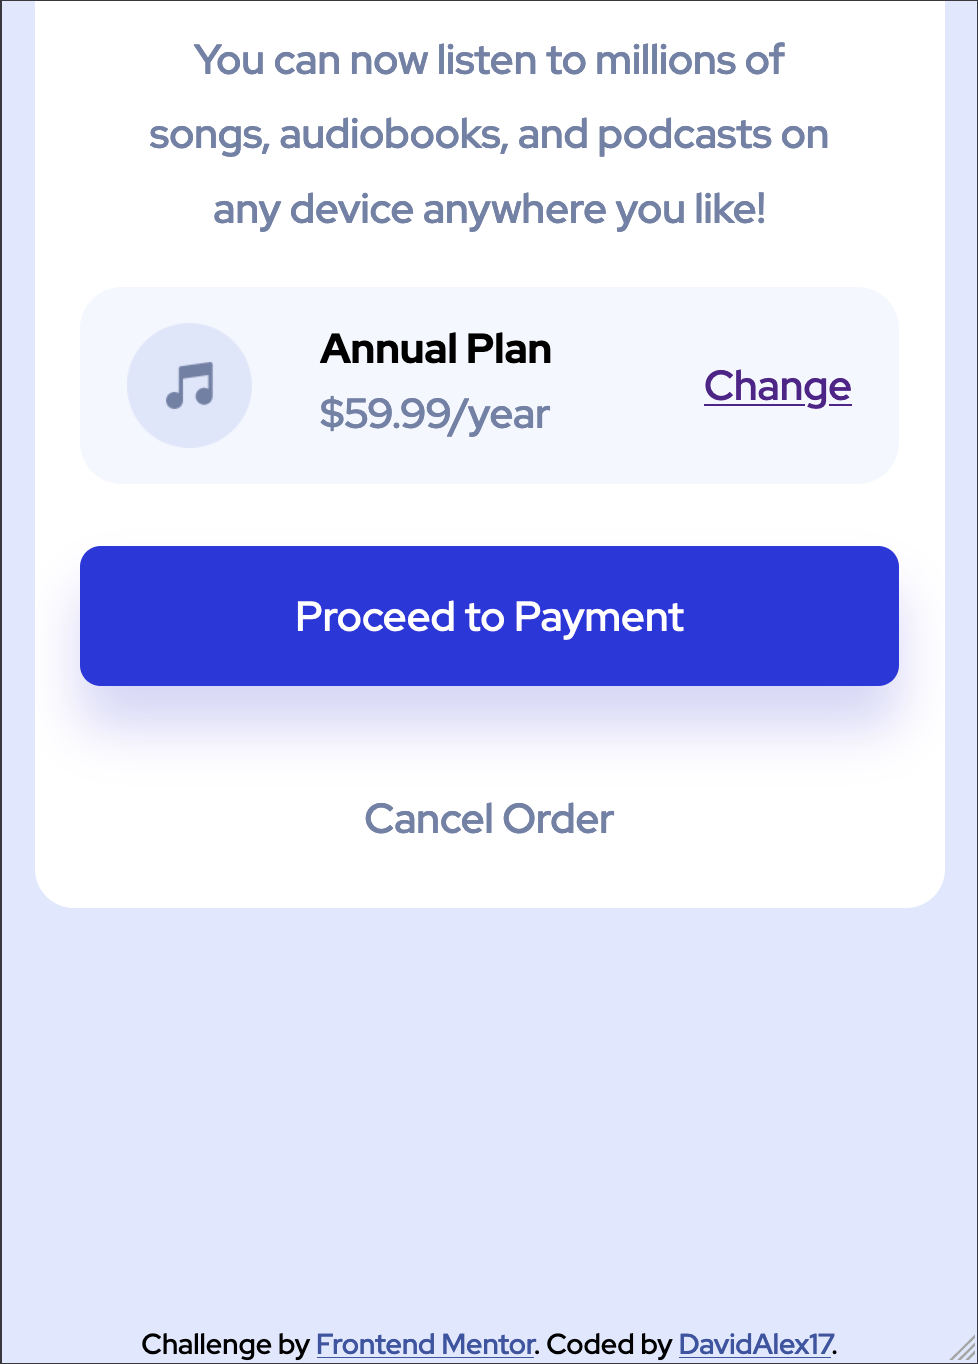 You can now listen to millions of
songs, audiobooks, and podcasts on
any device anywhere you like!
Annual Plan
$59.99/year
Change
Proceed to Payment
Cancel Order
Challenge by Frontend Mentor. Coded by DavidAlex17.